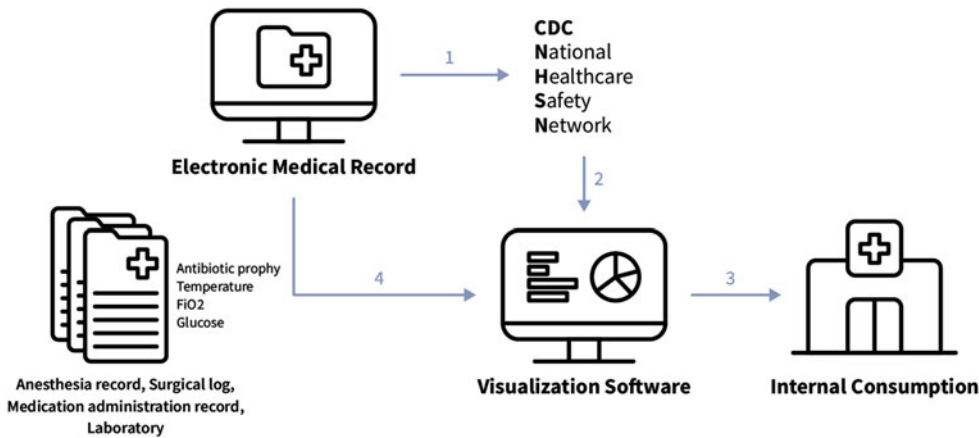 1
CDC
National
Healthcare
Safety
Network
Electronic Medical Record
2
Antibiotic prophy
Temperature
FiO2
Glucose
4
3
Anesthesia record, Surgical log,
Medication administration record,
Laboratory
Visualization Software
Internal Consumption